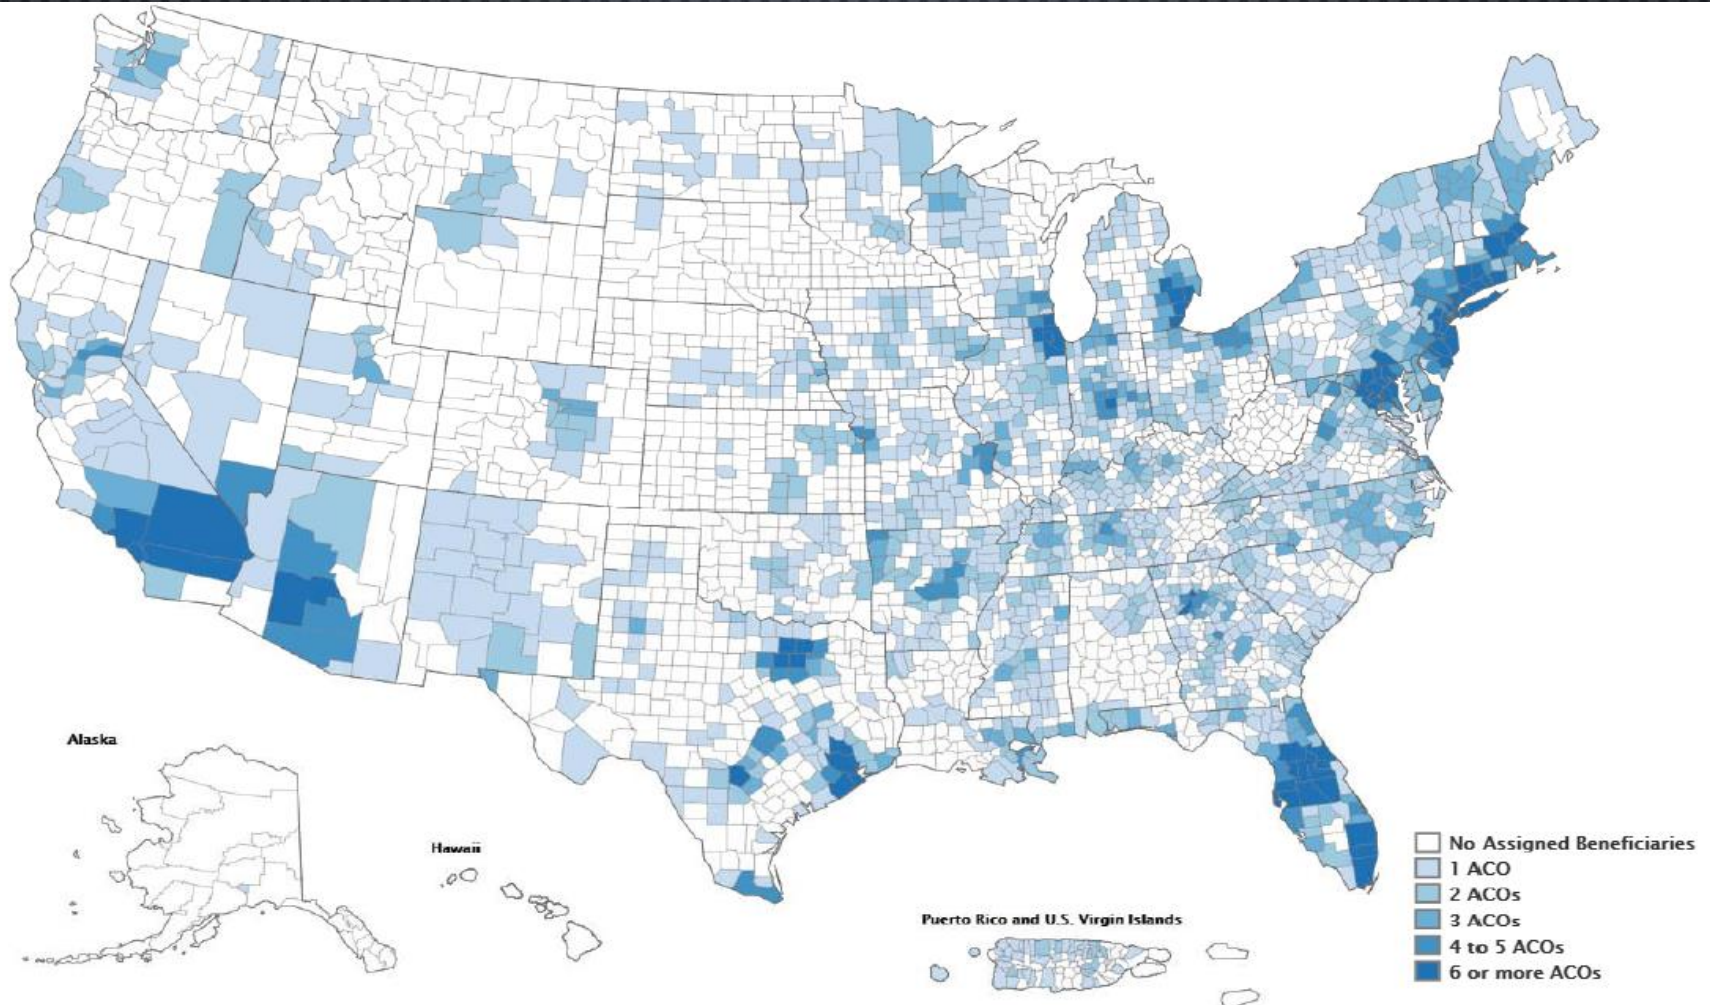 Alaska
Hawaii
Puerto Rico and U.S. Virgin Islands
No Assigned Beneficiaries
1 ACO
2 ACOs
3 ACOs
4 to 5 ACOs
6 or more ACOs